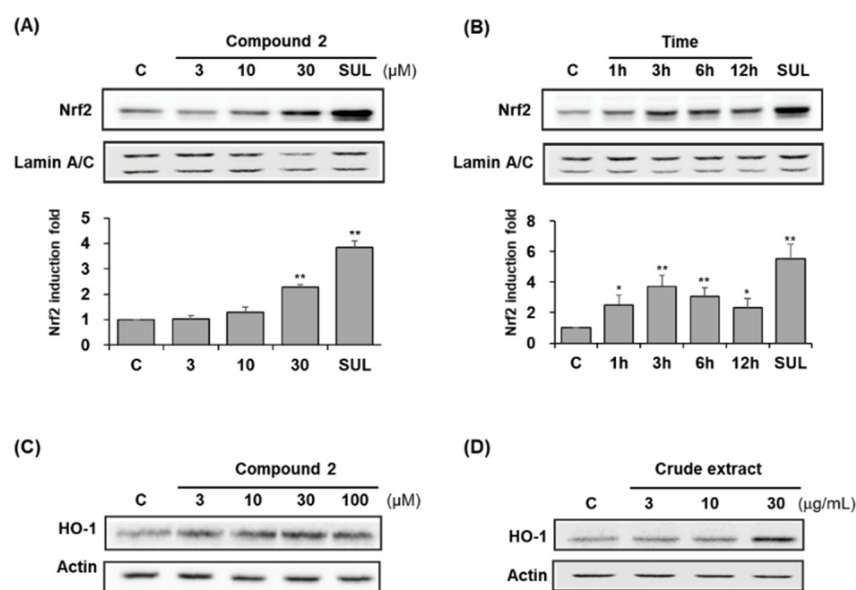 (A)
Compound 2
C 3 10 30 SUL (μM)
Nrf2
Lamin A/C
Nrf2 induction fold
5
4
3
2
1
0
**
**
C 3 10 30 SUL
(B)
Time
C 1h 3h 6h 12h SUL
Nrf2
Lamin A/C
Nrf2 induction fold
8
6
4
2
0
*
**
**
*
**
C 1h 3h 6h 12h SUL
(C)
Compound 2
C 3 10 30 100 (μM)
HO-1
Actin
(D)
Crude extract
C 3 10 30 (μg/mL)
HO-1
Actin